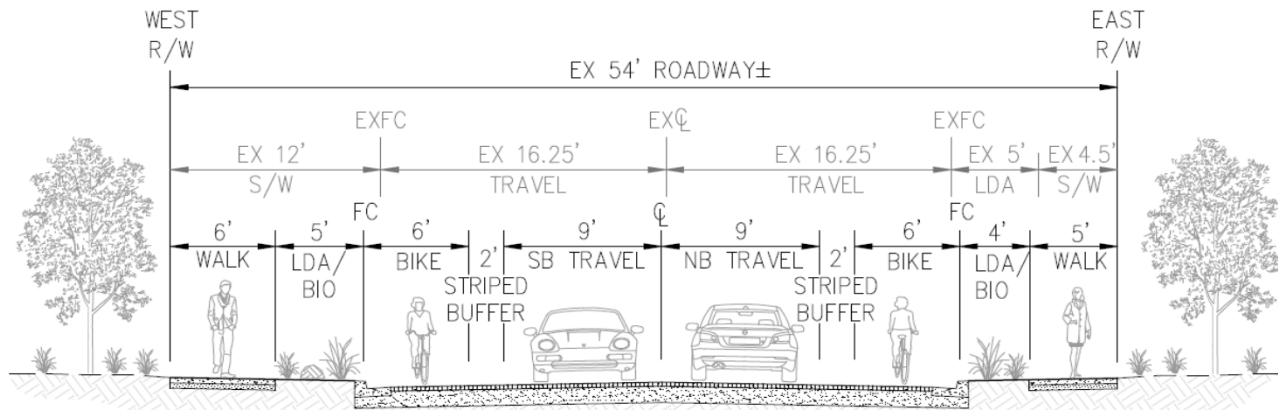 WEST
R/W
EAST
R/W
EX 54' ROADWAY±
EXFC
EX℄
EXFC
EX 12'
S/W
EX 16.25'
TRAVEL
EX 16.25'
TRAVEL
EX 5'
LDA
EX 4.5'
S/W
FC
℄
FC
6'
WALK
5'
LDA/
BIO
6'
BIKE
2'
STRIPED
BUFFER
9'
SB TRAVEL
9'
NB TRAVEL
2'
STRIPED
BUFFER
6'
BIKE
4'
LDA/
BIO
5'
WALK